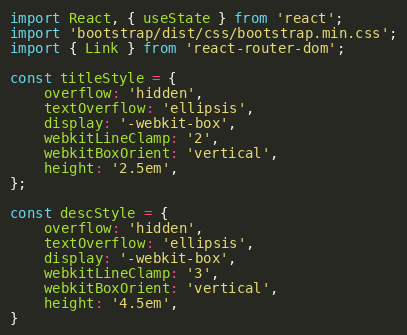 import React, { useState } from 'react';
import 'bootstrap/dist/css/bootstrap.min.css';
import { Link } from 'react-router-dom';

const titleStyle = {
    overflow: 'hidden',
    textOverflow: 'ellipsis',
    display: '-webkit-box',
    webkitLineClamp: '2',
    webkitBoxOrient: 'vertical',
    height: '2.5em',
};

const descStyle = {
    overflow: 'hidden',
    textOverflow: 'ellipsis',
    display: '-webkit-box',
    webkitLineClamp: '3',
    webkitBoxOrient: 'vertical',
    height: '4.5em',
}